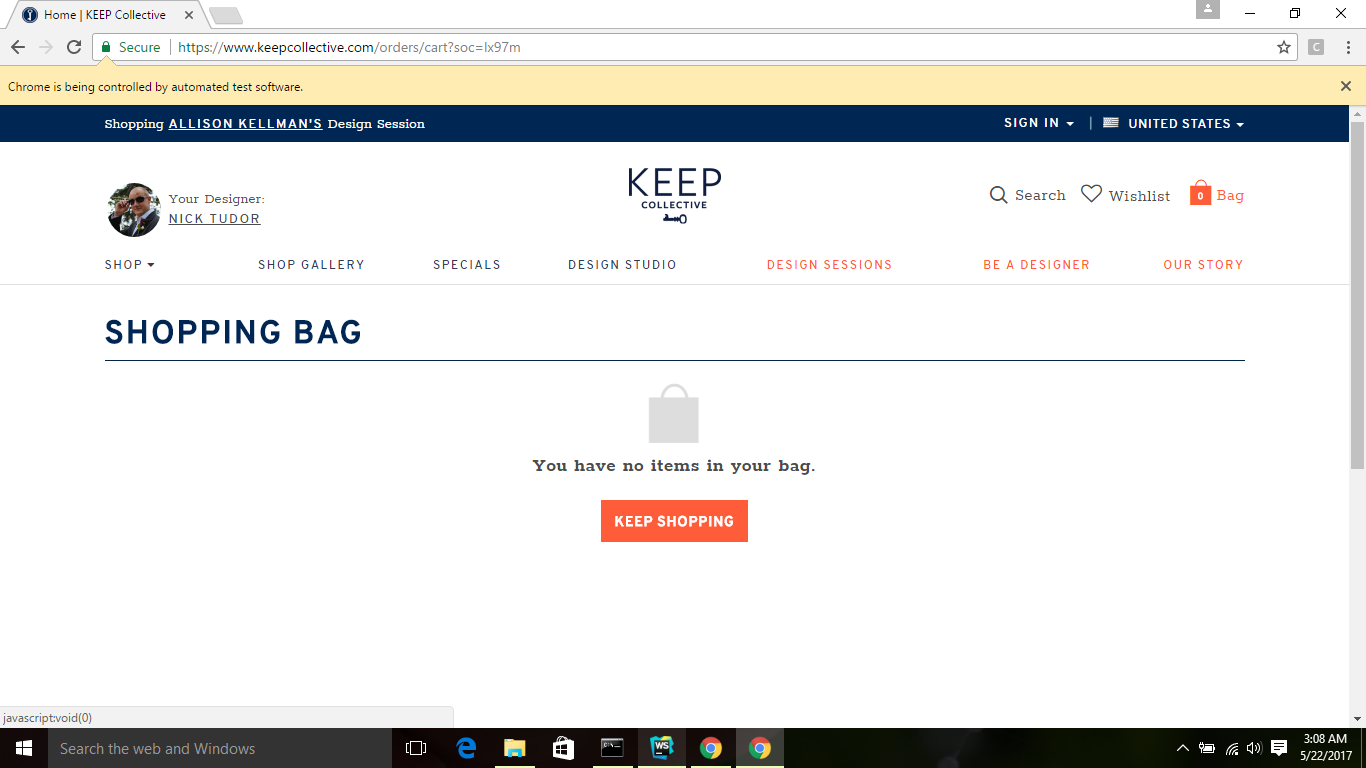 Home | KEEP Collective
Secure | https://www.keepcollective.com/orders/cart?soc=lx97m
C
Chrome is being controlled by automated test software.
Shopping ALLISON KELLMAN'S Design Session
SIGN IN | UNITED STATES
Your Designer:
NICK TUDOR
KEEP
COLLECTIVE
Search
Wishlist
0 Bag
SHOP
SHOP GALLERY
SPECIALS
DESIGN STUDIO
DESIGN SESSIONS
BE A DESIGNER
OUR STORY
SHOPPING BAG
You have no items in your bag.
KEEP SHOPPING
javascript:void(0)
Search the web and Windows
WS
3:08 AM
5/22/2017